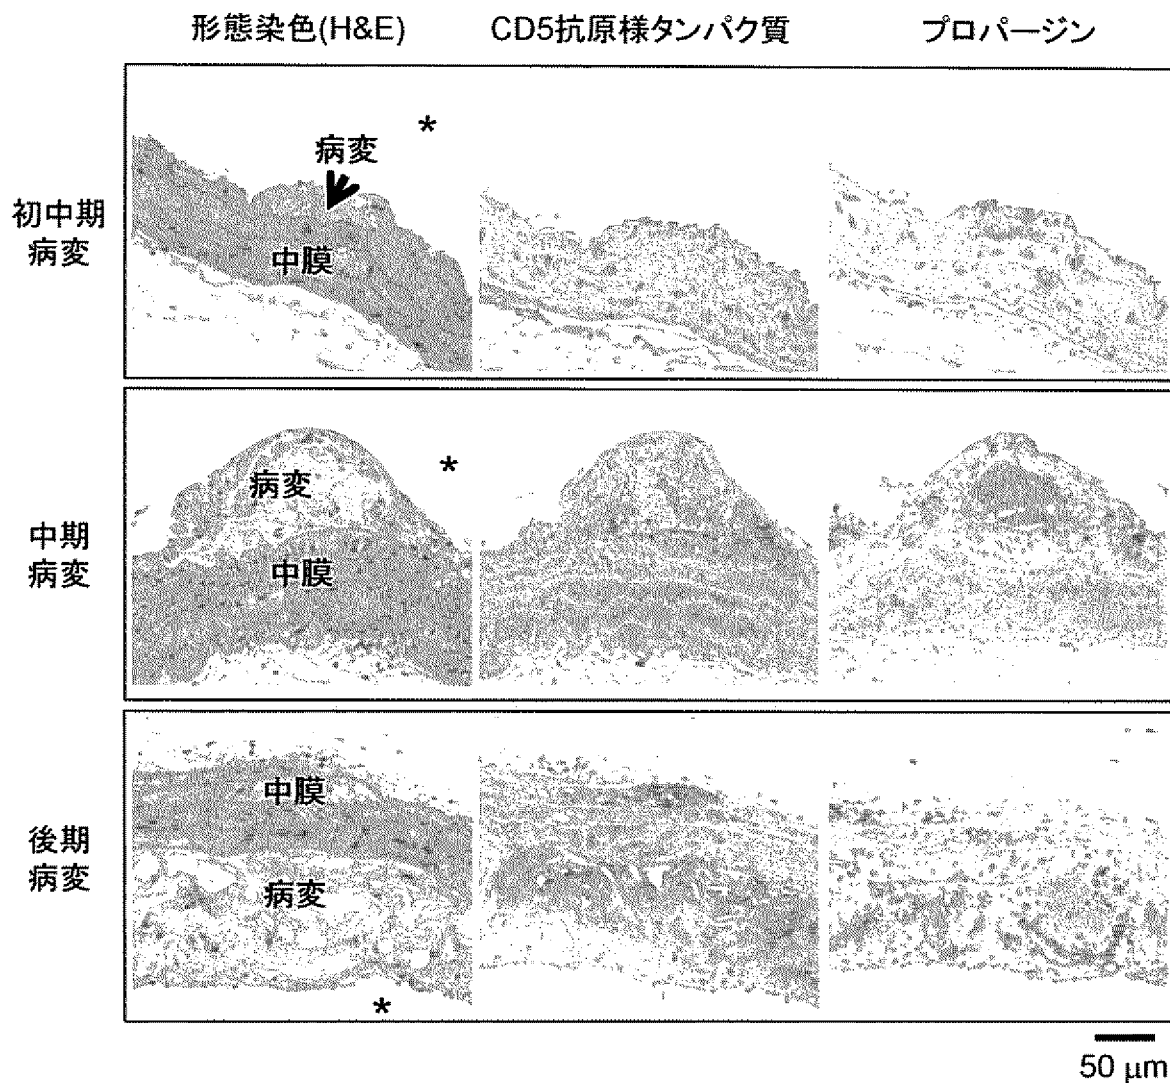 形態染色(H&E)
CD5抗原様タンパク質
プロパージン
初中期
病変
*
病変
中膜
中期
病変
*
病変
中膜
後期
病変
中膜
病変
*
50 μm